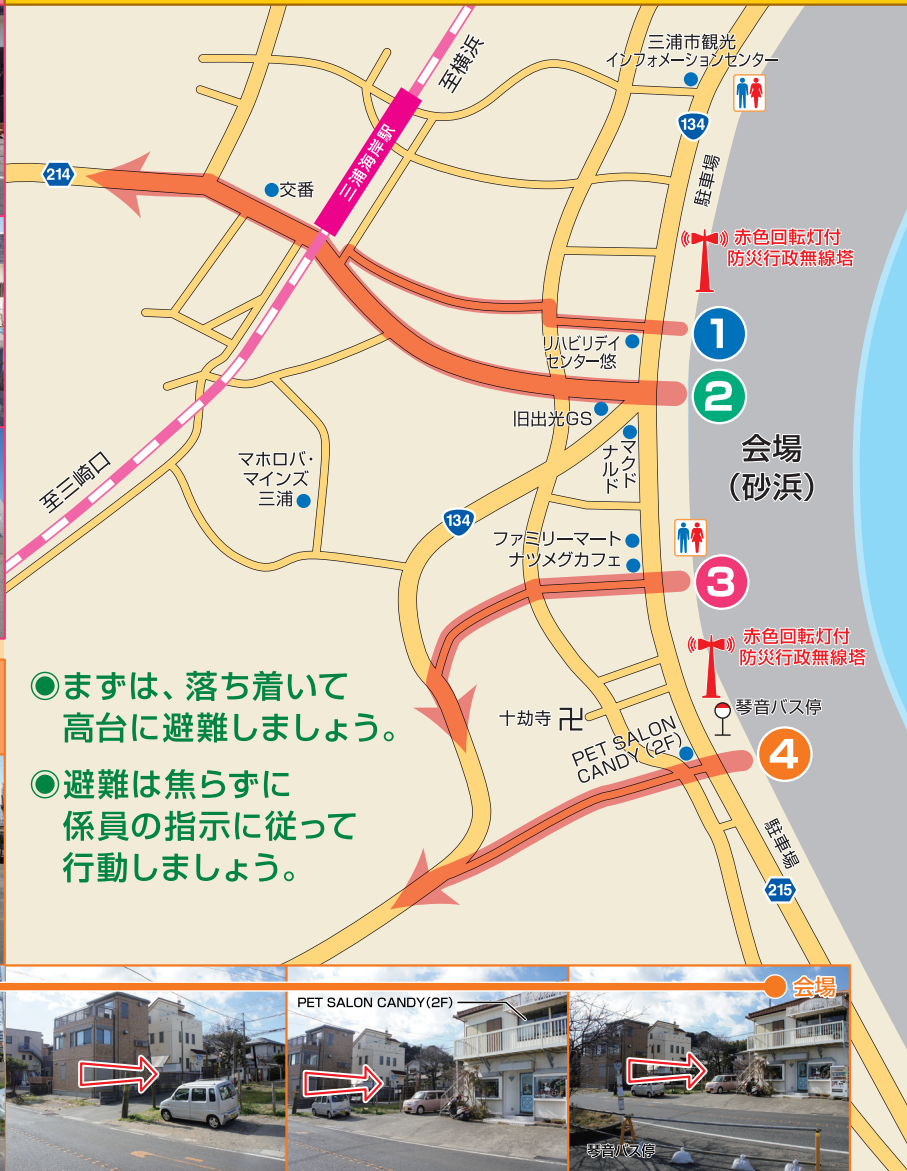 三浦市観光
インフォメーションセンター
至横浜
134
三浦海岸駅
駐車場
214
交番
赤色回転灯付
防災行政無線塔
1
リハビリデイ
センター悠
2
旧出光GS
マクド
ナルド
会場
（砂浜）
マホロバ・
マインズ
三浦
至三崎口
134
ファミリーマート
ナツメグカフェ
3
赤色回転灯付
防災行政無線塔
◉まずは、落ち着いて
高台に避難しましょう。
十劫寺
卍
琴音バス停
PET SALON
CANDY (2F)
4
◉避難は焦らずに
係員の指示に従って
行動しましょう。
駐車場
215
会場
PET SALON CANDY(2F)
琴音バス停